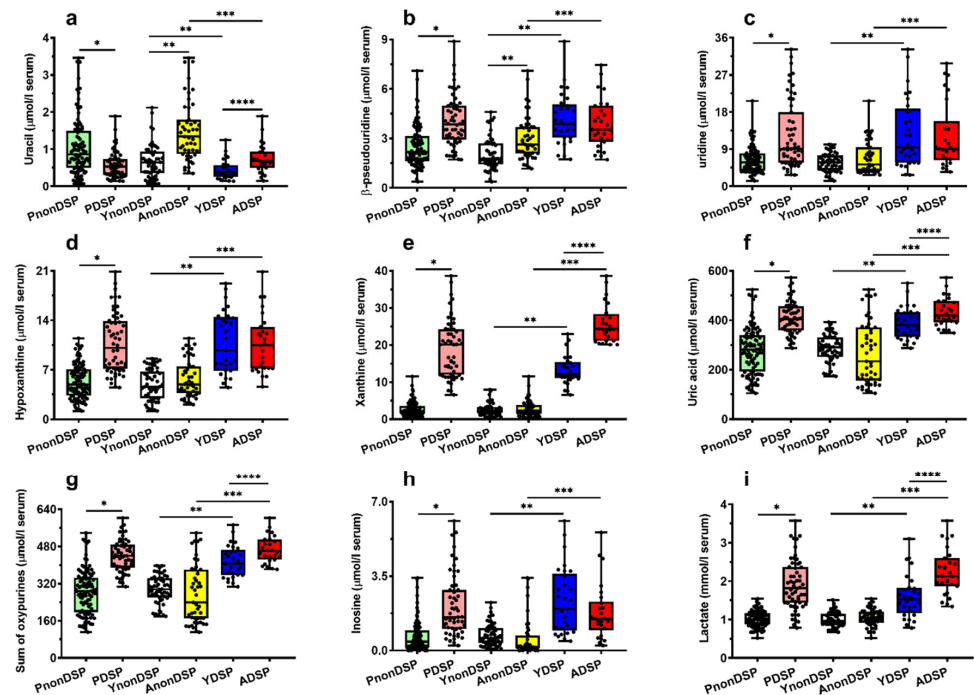 a
Uracil (μmol/l serum)
4
3
2
1
0
*
**
**
***
****
PnonDSP
PDSP
YnonDSP
AnonDSP
YDSP
ADSP
b
β-pseudouridine (μmol/l serum)
10
8
6
4
2
0
*
**
**
***
PnonDSP
PDSP
YnonDSP
AnonDSP
YDSP
ADSP
c
uridine (μmol/l serum)
36
27
18
9
0
*
**
***
PnonDSP
PDSP
YnonDSP
AnonDSP
YDSP
ADSP
d
Hypoxanthine (μmol/l serum)
21
14
7
0
*
**
***
PnonDSP
PDSP
YnonDSP
AnonDSP
YDSP
ADSP
e
Xanthine (μmol/l serum)
40
30
20
10
0
*
**
***
****
PnonDSP
PDSP
YnonDSP
AnonDSP
YDSP
ADSP
f
Uric acid (μmol/l serum)
600
400
200
0
*
**
***
****
PnonDSP
PDSP
YnonDSP
AnonDSP
YDSP
ADSP
g
Sum of oxypurines (μmol/l serum)
640
480
320
160
0
*
**
***
****
PnonDSP
PDSP
YnonDSP
AnonDSP
YDSP
ADSP
h
Inosine (μmol/l serum)
7.0
3.5
0.0
*
**
***
PnonDSP
PDSP
YnonDSP
AnonDSP
YDSP
ADSP
i
Lactate (mmol/l serum)
4
3
2
1
0
*
**
***
****
PnonDSP
PDSP
YnonDSP
AnonDSP
YDSP
ADSP